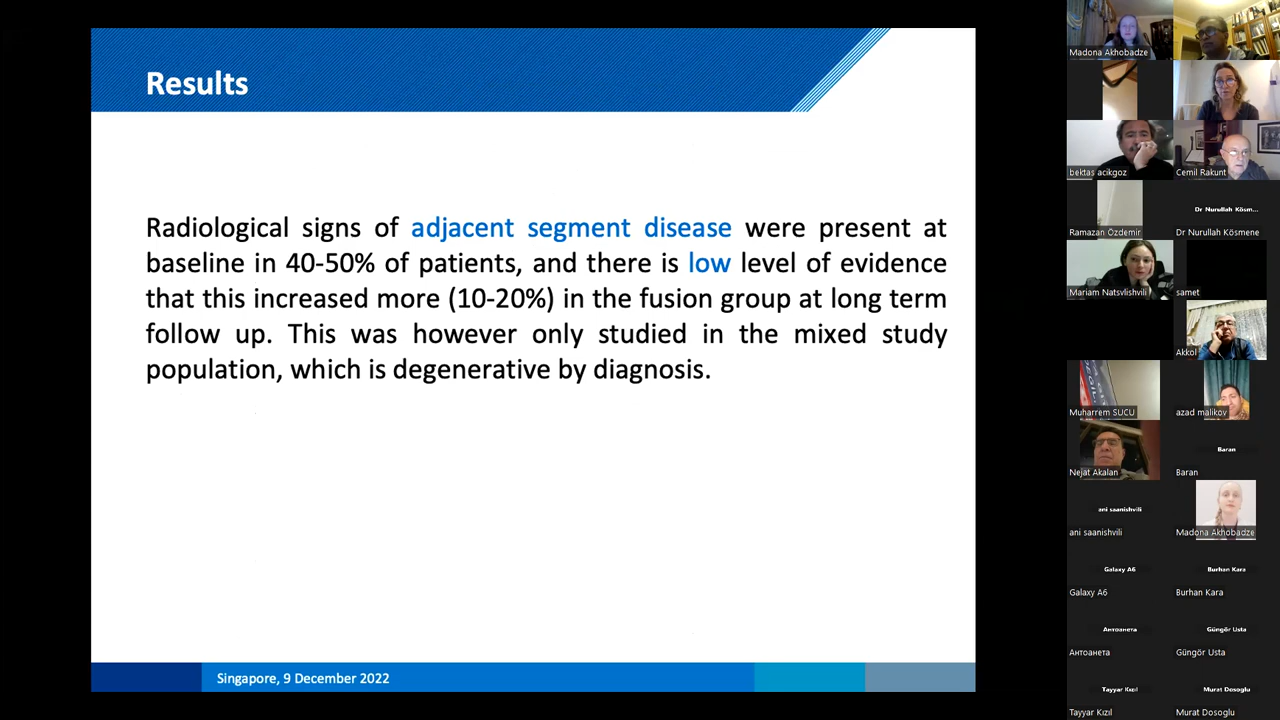 Results
Radiological signs of adjacent segment disease were present at
baseline in 40-50% of patients, and there is low level of evidence
that this increased more (10-20%) in the fusion group at long term
follow up. This was however only studied in the mixed study
population, which is degenerative by diagnosis.
Singapore, 9 December 2022
Madona Akhobadze
bektas acikgoz
Cemil Rakunt
Ramazan Özdemir
Dr Nurullah Kösm...
Dr Nurullah Kösmene
Mariam Natsvlishvili
samet
Akkol
Muharrem SUCU
azad malikov
Nejat Akalan
Baran
Baran
ani saanishvili
ani saanishvili
Madona Akhobadze
Galaxy A6
Galaxy A6
Burhan Kara
Burhan Kara
Антоанета
Антоанета
Güngör Usta
Güngör Usta
Tayyar Kızıl
Tayyar Kızıl
Murat Dosoglu
Murat Dosoglu